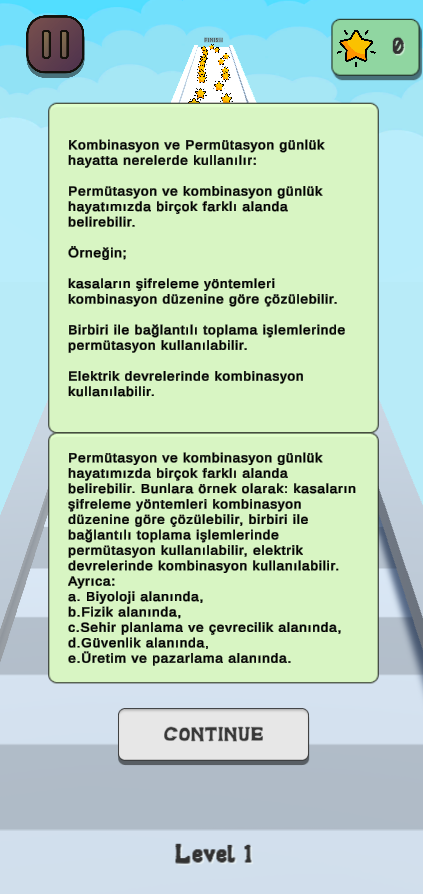 FINISH
0
Kombinasyon ve Permütasyon günlük
hayatta nerelerde kullanılır:
Permütasyon ve kombinasyon günlük
hayatımızda birçok farklı alanda
belirebilir.
Örneğin;
kasaların şifreleme yöntemleri
kombinasyon düzenine göre çözülebilir.
Birbiri ile bağlantılı toplama işlemlerinde
permütasyon kullanılabilir.
Elektrik devrelerinde kombinasyon
kullanılabilir.
Permütasyon ve kombinasyon günlük
hayatımızda birçok farklı alanda
belirebilir. Bunlara örnek olarak: kasaların
şifreleme yöntemleri kombinasyon
düzenine göre çözülebilir, birbiri ile
bağlantılı toplama işlemlerinde
permütasyon kullanılabilir, elektrik
devrelerinde kombinasyon kullanılabilir.
Ayrıca:
a. Biyoloji alanında,
b.Fizik alanında,
c.Sehir planlama ve çevrecilik alanında,
d.Güvenlik alanında,
e.Üretim ve pazarlama alanında.
CONTINUE
Level 1